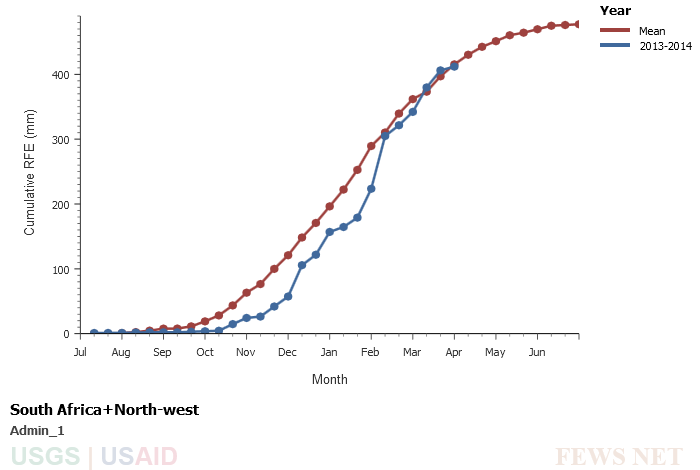 Year
Mean
2013-2014
Cumulative RFE (mm)
400
300
200
100
0
Jul Aug Sep Oct Nov Dec Jan Feb Mar Apr May Jun
Month
South Africa+North-west
Admin_1
USGS | USAID
FEWS NET